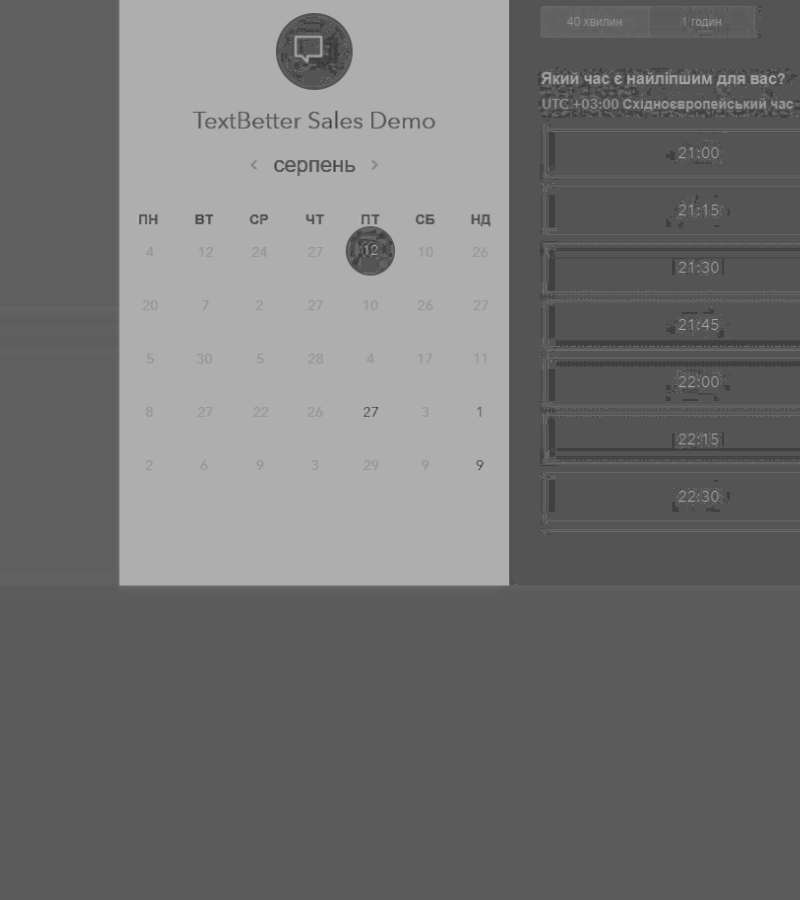 TextBetter Sales Demo
серпень
ПН ВТ СР ЧТ ПТ СБ НД
4 12 24 27 12 10 26
20 7 2 27 10 26 27
5 30 5 28 4 17 11
8 27 22 26 27 3 1
2 6 9 3 29 9 9
40 хвилин 1 годин
Який час є найліпшим для вас?
UTC +03:00 Східноєвропейський час
21:00
21:15
21:30
21:45
22:00
22:15
22:30